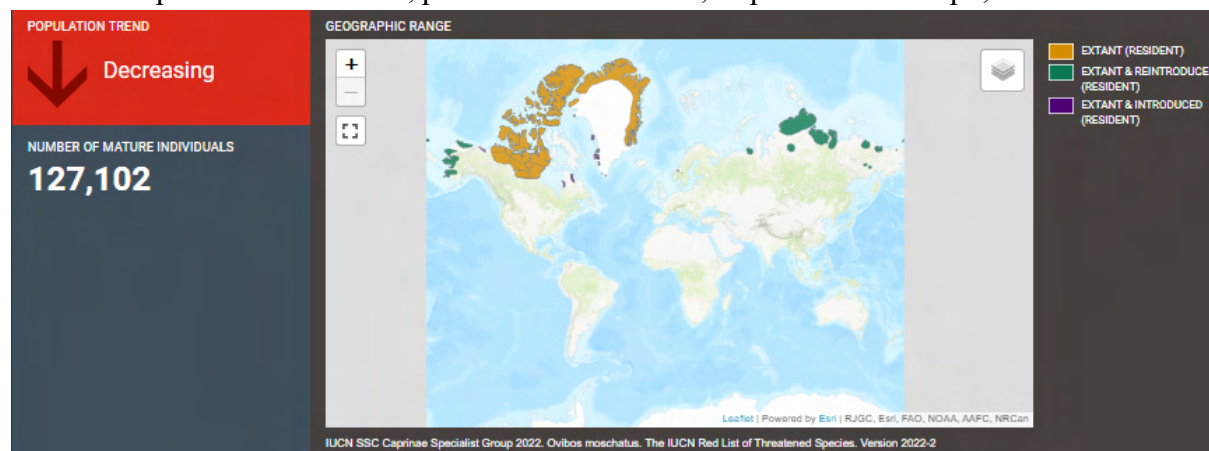 POPULATION TREND
Decreasing
NUMBER OF MATURE INDIVIDUALS
127,102
GEOGRAPHIC RANGE
+
−
EXTANT (RESIDENT)
EXTANT & REINTRODUCE
(RESIDENT)
EXTANT & INTRODUCED
(RESIDENT)
Leaflet | Powered by Esri | RJGC, Esri, FAO, NOAA, AAFC, NRCan
IUCN SSC Caprinae Specialist Group 2022. Ovibos moschatus. The IUCN Red List of Threatened Species. Version 2022-2